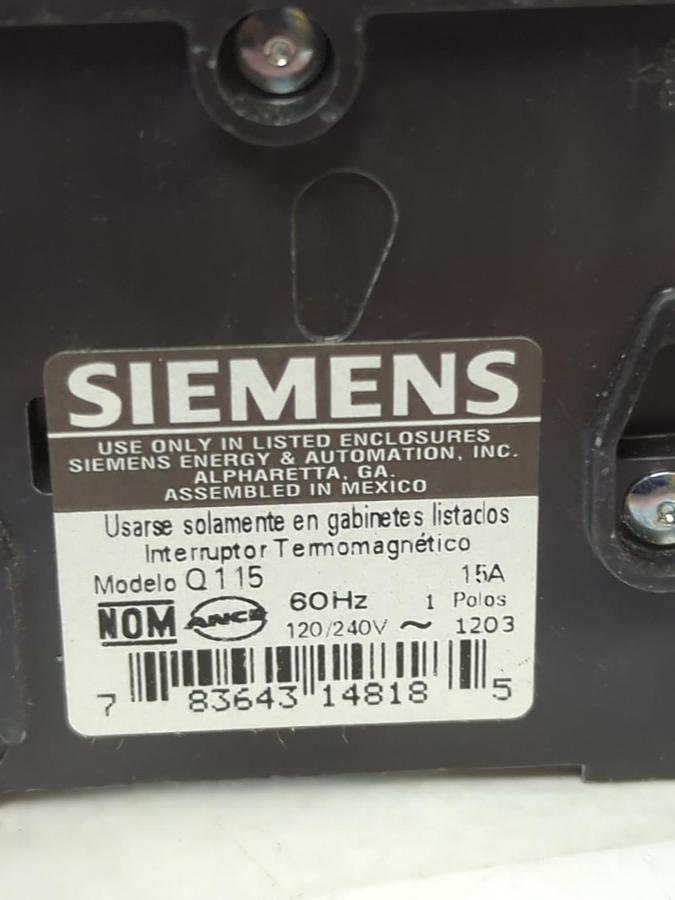 SIEMENS
USE ONLY IN LISTED ENCLOSURES
SIEMENS ENERGY & AUTOMATION, INC.
ALPHARETTA, GA.
ASSEMBLED IN MEXICO
Usarse solamente en gabinetes listados
Interruptor Termomagnético
Modelo Q115 15A
NOM ANCE 60Hz 1 Polos
120/240V ~ 1203
7 83643 14818 5